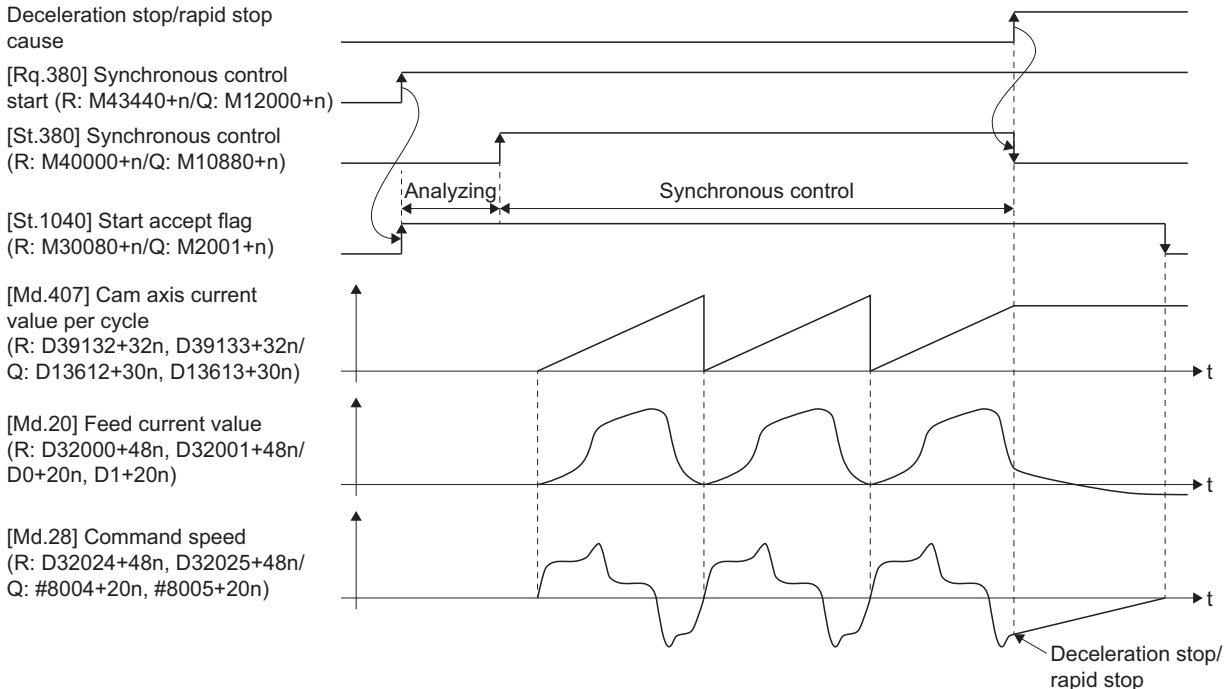 Deceleration stop/rapid stop
cause
[Rq.380] Synchronous control
start (R: M43440+n/Q: M12000+n)
[St.380] Synchronous control
(R: M40000+n/Q: M10880+n)
Analyzing
Synchronous control
[St.1040] Start accept flag
(R: M30080+n/Q: M2001+n)
[Md.407] Cam axis current
value per cycle
(R: D39132+32n, D39133+32n/
Q: D13612+30n, D13613+30n)
t
[Md.20] Feed current value
(R: D32000+48n, D32001+48n/
D0+20n, D1+20n)
t
[Md.28] Command speed
(R: D32024+48n, D32025+48n/
Q: #8004+20n, #8005+20n)
t
Deceleration stop/
rapid stop